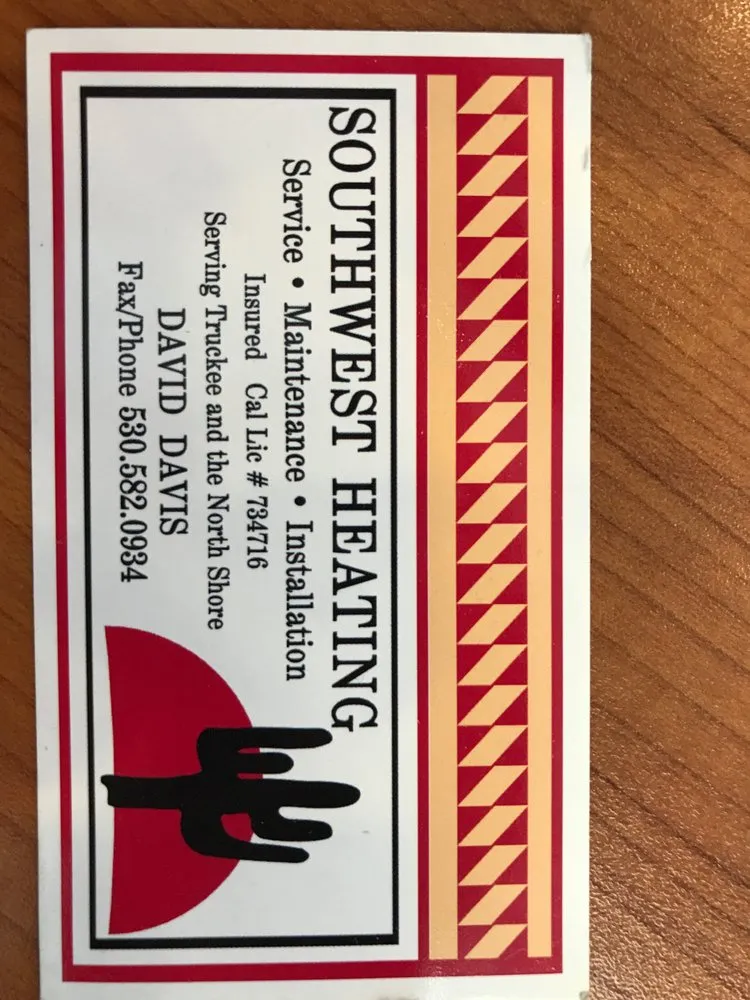 SOUTHWEST HEATING
Service • Maintenance • Installation
Insured Cal Lic # 734716
Serving Truckee and the North Shore
DAVID DAVIS
Fax/Phone 530.582.0934